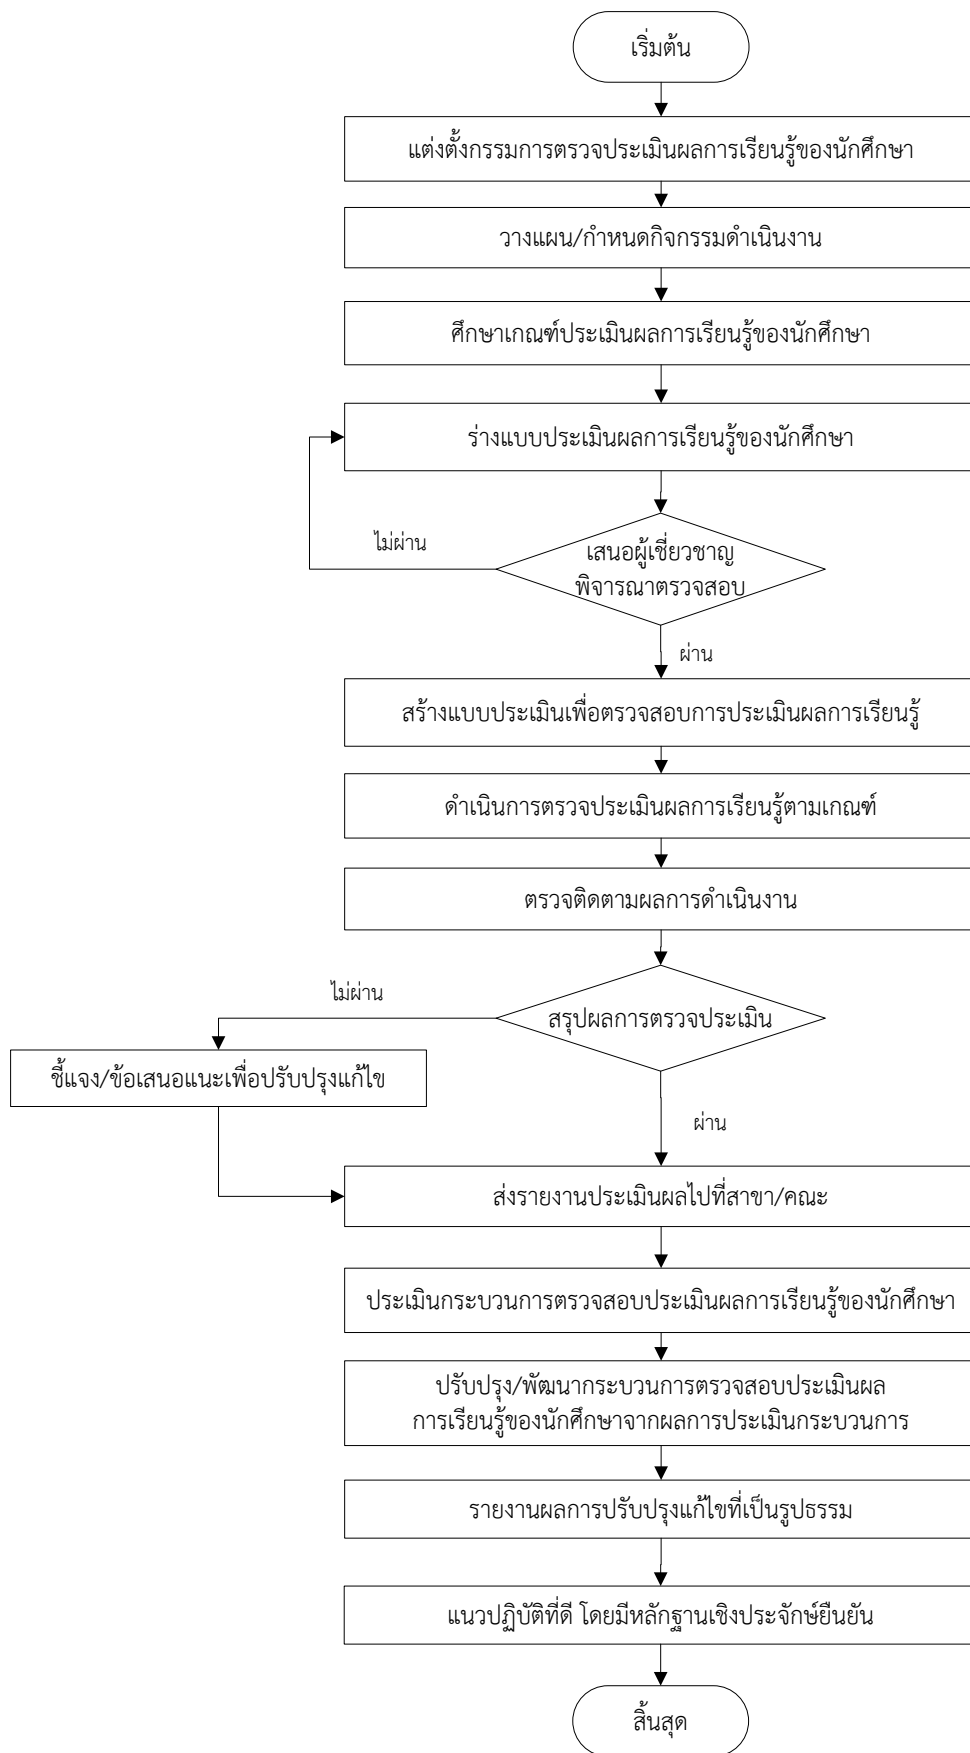 เริ่มต้น
แต่งตั้งกรรมการตรวจประเมินผลการเรียนรู้ของนักศึกษา
วางแผน/กำหนดกิจกรรมดำเนินงาน
ศึกษาเกณฑ์ประเมินผลการเรียนรู้ของนักศึกษา
ร่างแบบประเมินผลการเรียนรู้ของนักศึกษา
ไม่ผ่าน
เสนอผู้เชี่ยวชาญ
พิจารณาตรวจสอบ
ผ่าน
สร้างแบบประเมินเพื่อตรวจสอบการประเมินผลการเรียนรู้
ดำเนินการตรวจประเมินผลการเรียนรู้ตามเกณฑ์
ตรวจติดตามผลการดำเนินงาน
ไม่ผ่าน
สรุปผลการตรวจประเมิน
ชี้แจง/ข้อเสนอแนะเพื่อปรับปรุงแก้ไข
ผ่าน
ส่งรายงานประเมินผลไปที่สาขา/คณะ
ประเมินกระบวนการตรวจสอบประเมินผลการเรียนรู้ของนักศึกษา
ปรับปรุง/พัฒนากระบวนการตรวจสอบประเมินผล
การเรียนรู้ของนักศึกษาจากผลการประเมินกระบวนการ
รายงานผลการปรับปรุงแก้ไขที่เป็นรูปธรรม
แนวปฏิบัติที่ดี โดยมีหลักฐานเชิงประจักษ์ยืนยัน
สิ้นสุด